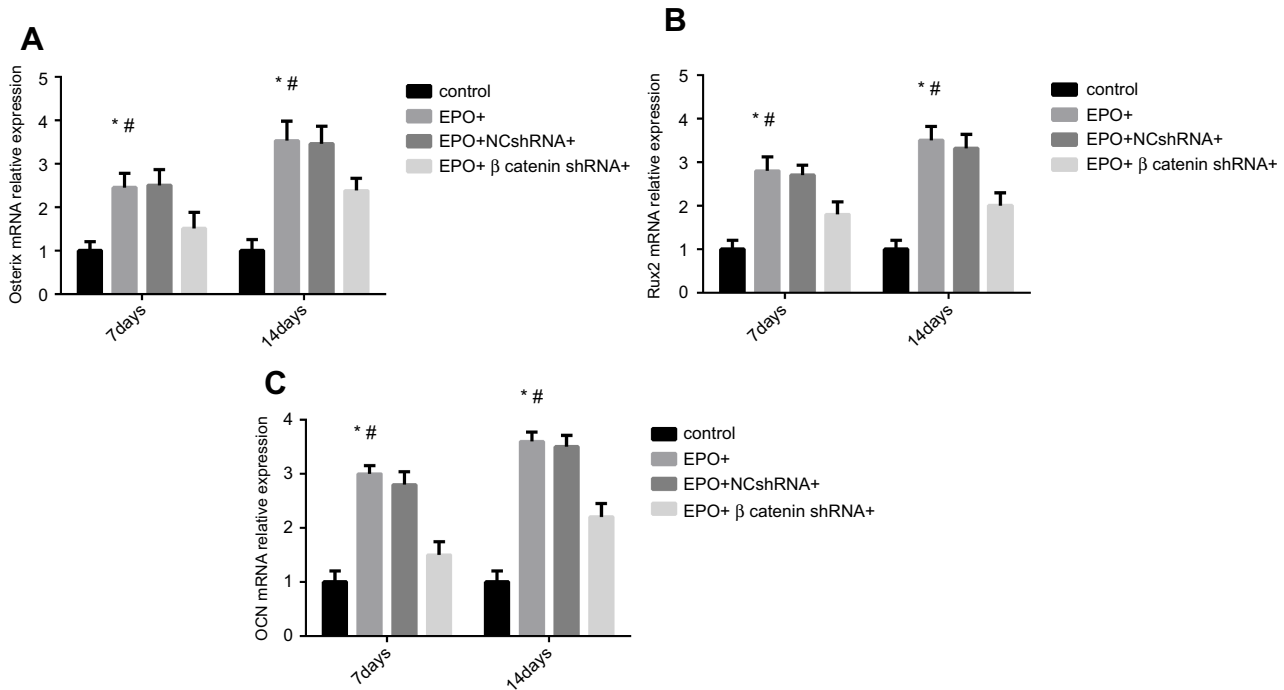 A
Osterix mRNA relative expression
5
4
3
2
1
0
* #
* #
7days
14days
control
EPO+
EPO+NCshRNA+
EPO+ β catenin shRNA+
B
Rux2 mRNA relative expression
5
4
3
2
1
0
* #
* #
7days
14days
control
EPO+
EPO+NCshRNA+
EPO+ β catenin shRNA+
C
OCN mRNA relative expression
4
3
2
1
0
* #
* #
7days
14days
control
EPO+
EPO+NCshRNA+
EPO+ β catenin shRNA+